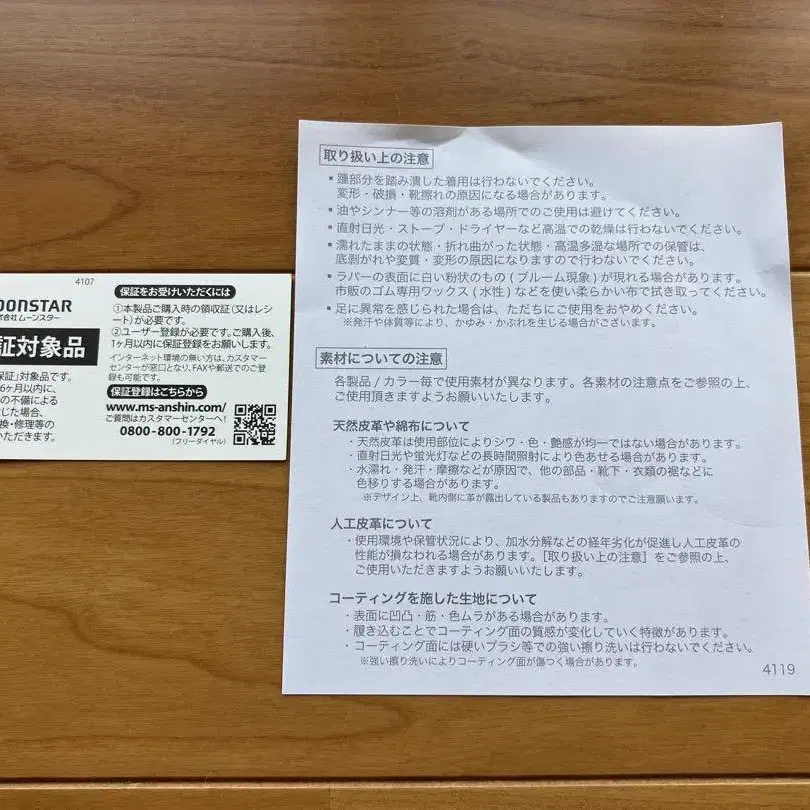 4107
OONSTAR
式会社ムーンスター
証対象品
保証」対象品です。
6ヶ月以内に、
の不備による
じた場合、
換・修理等の
いただきます。
保証をお受けいただくには
①本製品ご購入時の領収証(又はレシ
ート)が必要です。
②ユーザー登録が必要です。ご購入後、
1ヶ月以内に保証登録をお願いします。
インターネット環境の無い方は、カスタマー
センターが窓口となり、FAXや郵送でのご登
録も可能です。
保証登録はこちらから
www.ms-anshin.com/
ご質問はカスタマーセンターへ!
0800-800-1792
(フリーダイヤル)
取り扱い上の注意
▪踵部分を踏み潰した着用は行わないでください。
変形・破損・靴擦れの原因になる場合があります。
▪油やシンナー等の溶剤がある場所でのご使用は避けてください。
▪直射日光・ストーブ・ドライヤーなど高温での乾燥は行わないでください。
▪濡れたままの状態・折れ曲がった状態・高温多湿な場所での保管は、
底剥がれや変質・変形の原因になりますので行わないでください。
▪ラバーの表面に白い粉状のもの(ブルーム現象)が現れる場合があります。
市販のゴム専用ワックス(水性)などを使い柔らかい布で拭き取ってください。
▪足に異常を感じられた場合は、ただちにご使用をおやめください。
※発汗や体質等により、かゆみ・かぶれを生じる場合がございます。
素材についての注意
各製品/カラー毎で使用素材が異なります。各素材の注意点をご参照の上、
ご使用頂きますようお願いいたします。
天然皮革や綿布について
・天然皮革は使用部位によりシワ・色・艶感が均一ではない場合があります。
・直射日光や蛍光灯などの長時間照射により色あせる場合があります。
・水濡れ・発汗・摩擦などが原因で、他の部品・靴下・衣類の裾などに
色移りする場合があります。
※デザイン上、靴内側に革が露出している製品もありますのでご注意願います。
人工皮革について
・使用環境や保管状況により、加水分解などの経年劣化が促進し人工皮革の
性能が損なわれる場合があります。[取り扱い上の注意]をご参照の上、
ご使用いただきますようお願いいたします。
コーティングを施した生地について
・表面に凹凸・筋・色ムラがある場合があります。
・履き込むことでコーティング面の質感が変化していく特徴があります。
・コーティング面には硬いブラシ等での強い擦り洗いは行わないでください。
※強い擦り洗いによりコーティング面が傷つく場合があります。
4119